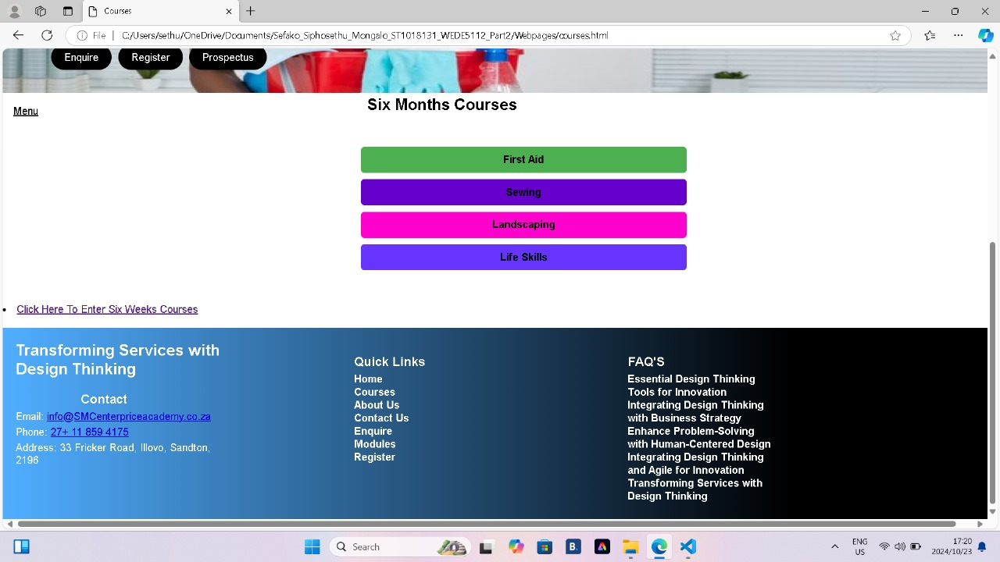 Courses
File | C:/Users/sethu/OneDrive/Documents/Sefako_Siphosethu_Mongalo_ST1018131_WEDE5112_Part2/Webpages/courses.html
Enquire Register Prospectus
Six Months Courses
Menu
First Aid
Sewing
Landscaping
Life Skills
Click Here To Enter Six Weeks Courses
Transforming Services with
Design Thinking
Contact
Email: info@SMCenterpriceacademy.co.za
Phone: 27+ 11 859 4175
Address: 33 Fricker Road, Illovo, Sandton,
2196
Quick Links
Home
Courses
About Us
Contact Us
Enquire
Modules
Register
FAQ'S
Essential Design Thinking
Tools for Innovation
Integrating Design Thinking
with Business Strategy
Enhance Problem-Solving
with Human-Centered Design
Integrating Design Thinking
and Agile for Innovation
Transforming Services with
Design Thinking
Search
B.
ENG
US
17:20
2024/10/23